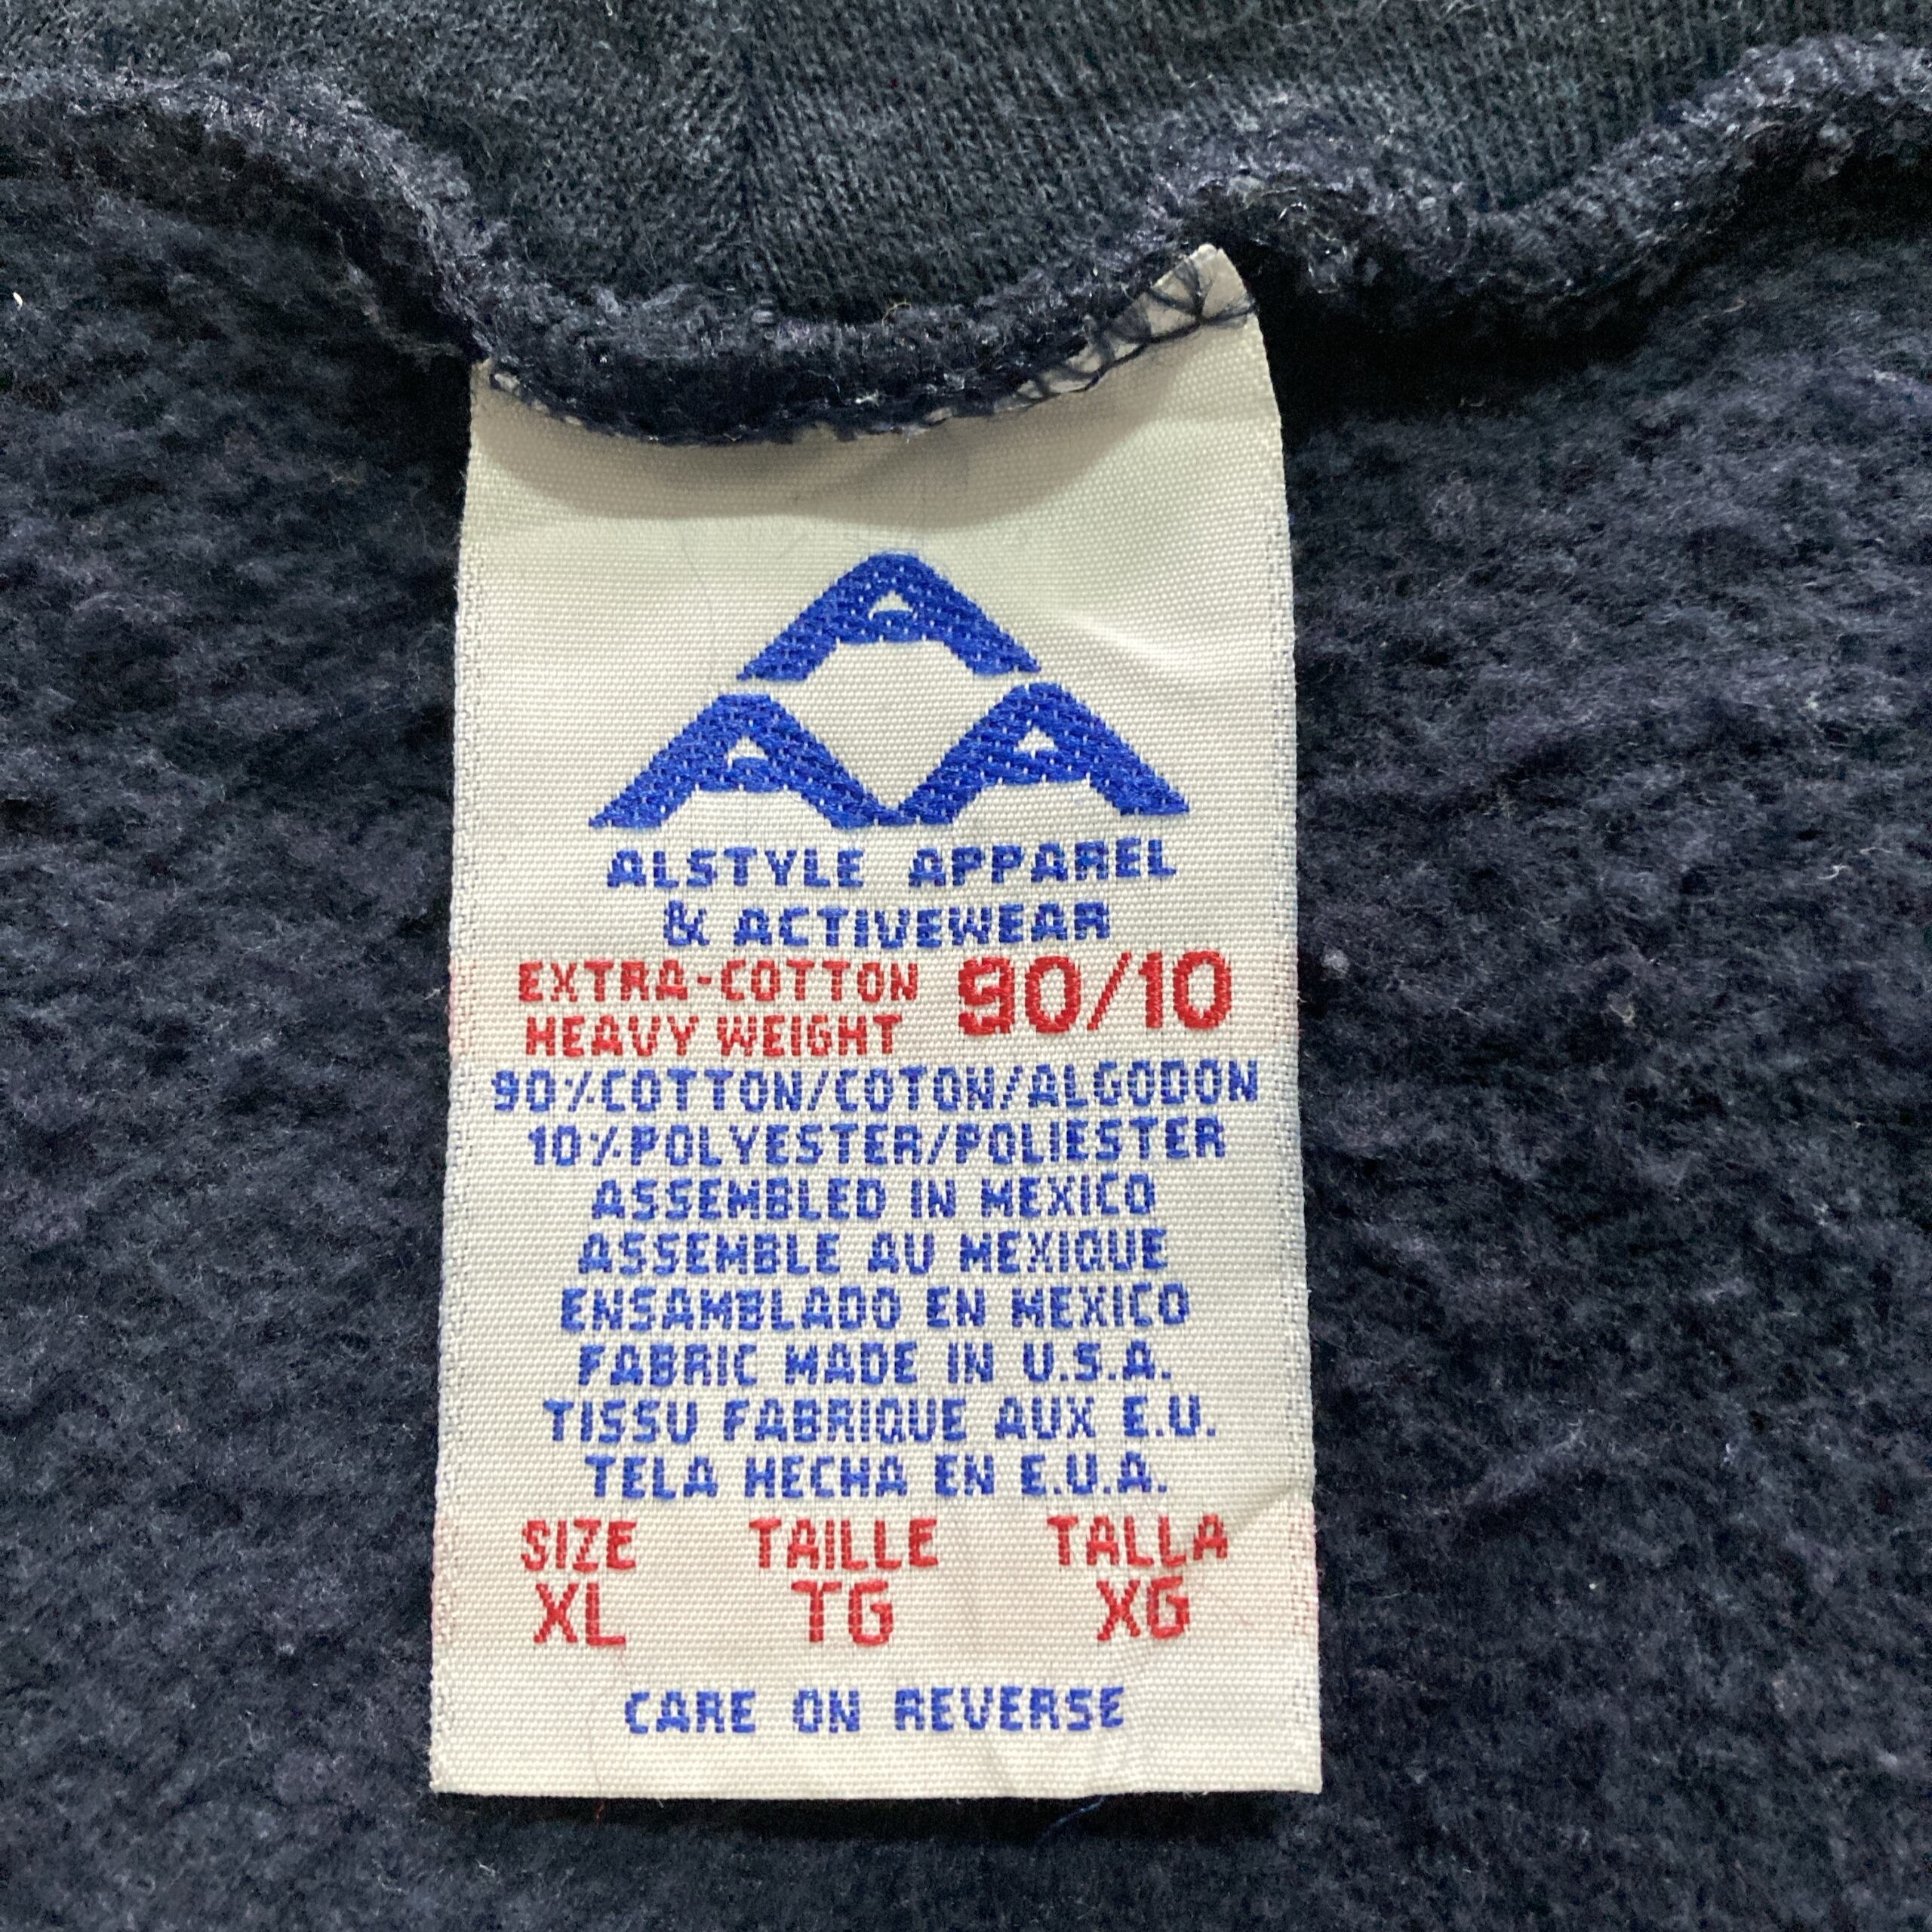 A
A A
ALSTYLE APPAREL
& ACTIVEWEAR
EXTRA-COTTON 90/10
HEAVY WEIGHT
90%COTTON/COTON/ALGODON
10%POLYESTER/POLIESTER
ASSEMBLED IN MEXICO
ASSEMBLE AU MEXIQUE
ENSAMBLADO EN MEXICO
FABRIC MADE IN U.S.A.
TISSU FABRIQUE AUX E.U.
TELA HECHA EN E.U.A.
SIZE TAILLE TALLA
XL TG XG
CARE ON REVERSE